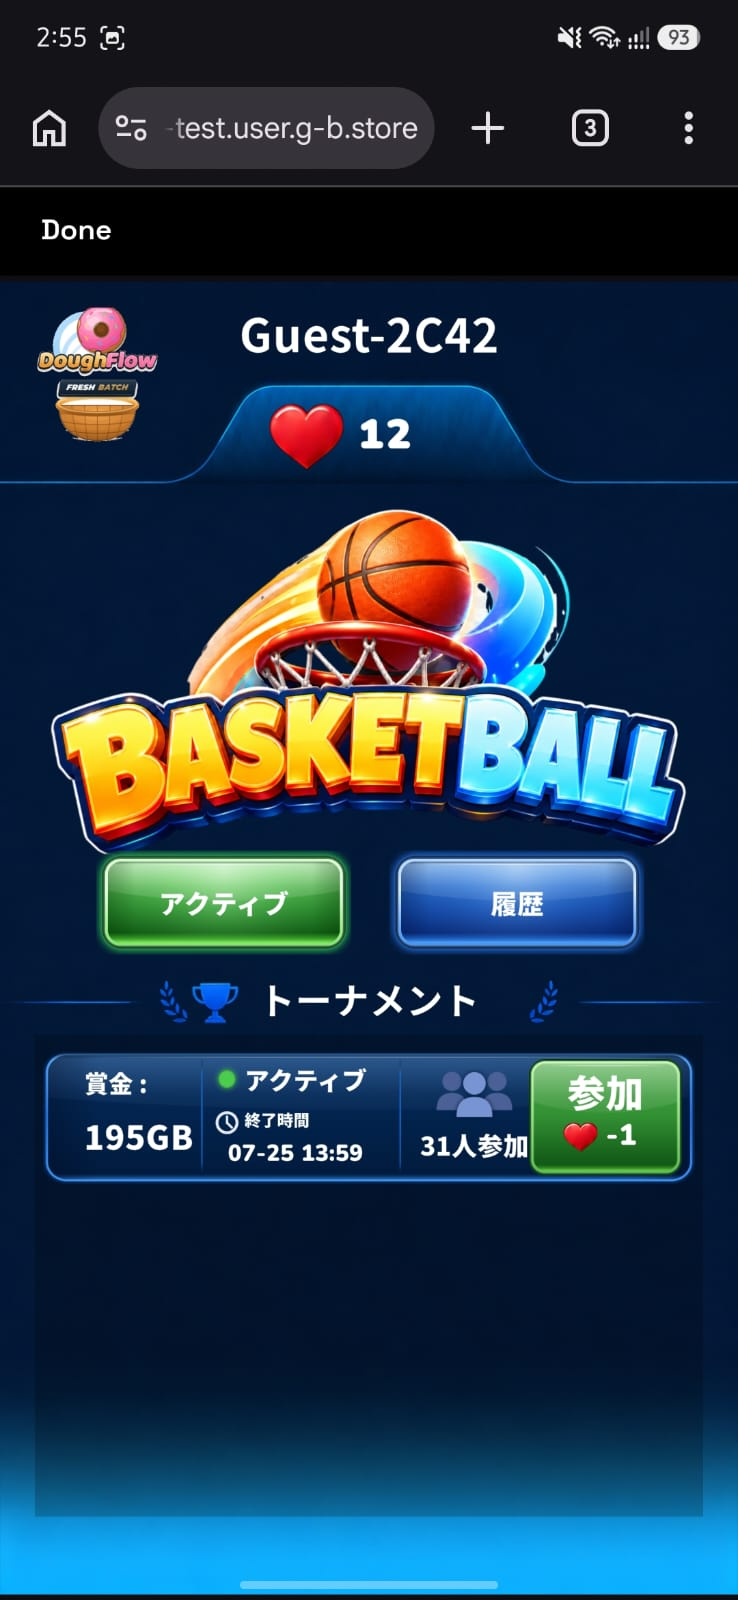 2:55
93
-test.user.g-b.store
3
Done
DoughFlow
FRESH BATCH
Guest-2C42
12
BASKETBALL
アクティブ
履歴
トーナメント
賞金 :
195GB
アクティブ
終了時間
07-25 13:59
31人参加
参加
-1